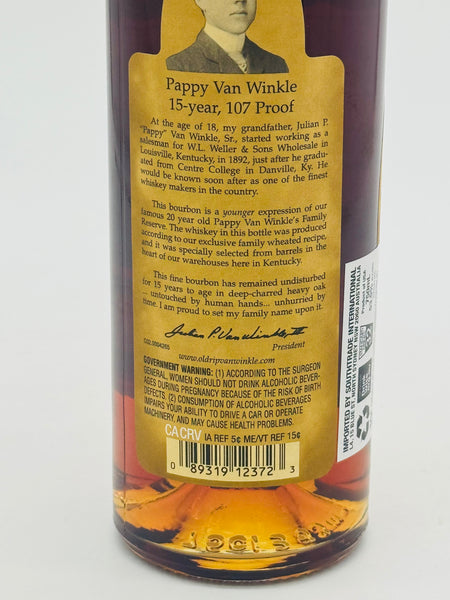 Pappy Van Winkle
15-year, 107 Proof
At the age of 18, my grandfather, Julian P.
"Pappy" Van Winkle, Sr., started working as a
salesman for W.L. Weller & Sons Wholesale in
Louisville, Kentucky, in 1892, just after he gradu-
ated from Centre College in Danville, Ky. He
would be known soon after as one of the finest
whiskey makers in the country.
This bourbon is a younger expression of our
famous 20 year old Pappy Van Winkle's Family
Reserve. The whiskey in this bottle was produced
according to our exclusive family wheated recipe,
and it was specially selected from barrels in the
heart of our warehouses here in Kentucky.
This fine bourbon has remained undisturbed
for 15 years to age in deep-charred heavy oak
... untouched by human hands... unhurried by
time. I am proud to set my family name upon it.
Julian P. Van Winkle, III
President
www.oldripvanwinkle.com
GOVERNMENT WARNING: (1) ACCORDING TO THE SURGEON
GENERAL, WOMEN SHOULD NOT DRINK ALCOHOLIC BEVER-
AGES DURING PREGNANCY BECAUSE OF THE RISK OF BIRTH
DEFECTS. (2) CONSUMPTION OF ALCOHOLIC BEVERAGES
IMPAIRS YOUR ABILITY TO DRIVE A CAR OR OPERATE
MACHINERY, AND MAY CAUSE HEALTH PROBLEMS.
CA CRV IA REF 5¢ ME/VT REF 15¢
0 89319 12372 3
IMPORTED BY SOUTHTRADE INTERNATIONAL
NORTH SYDNEY NSW 2060 AUSTRALIA